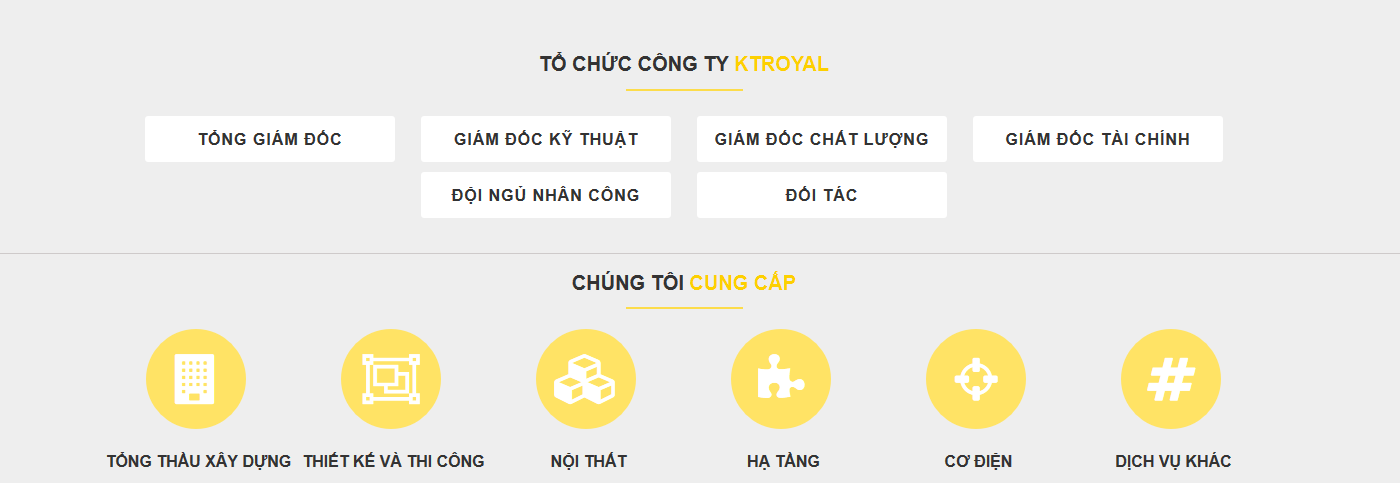 TỔ CHỨC CÔNG TY KTROYAL
TỔNG GIÁM ĐỐC
GIÁM ĐỐC KỸ THUẬT
GIÁM ĐỐC CHẤT LƯỢNG
GIÁM ĐỐC TÀI CHÍNH
ĐỘI NGỦ NHÂN CÔNG
ĐỐI TÁC
CHÚNG TÔI CUNG CẤP
TỔNG THẦU XÂY DỰNG
THIẾT KẾ VÀ THI CÔNG
NỘI THẤT
HẠ TẦNG
CƠ ĐIỆN
DỊCH VỤ KHÁC